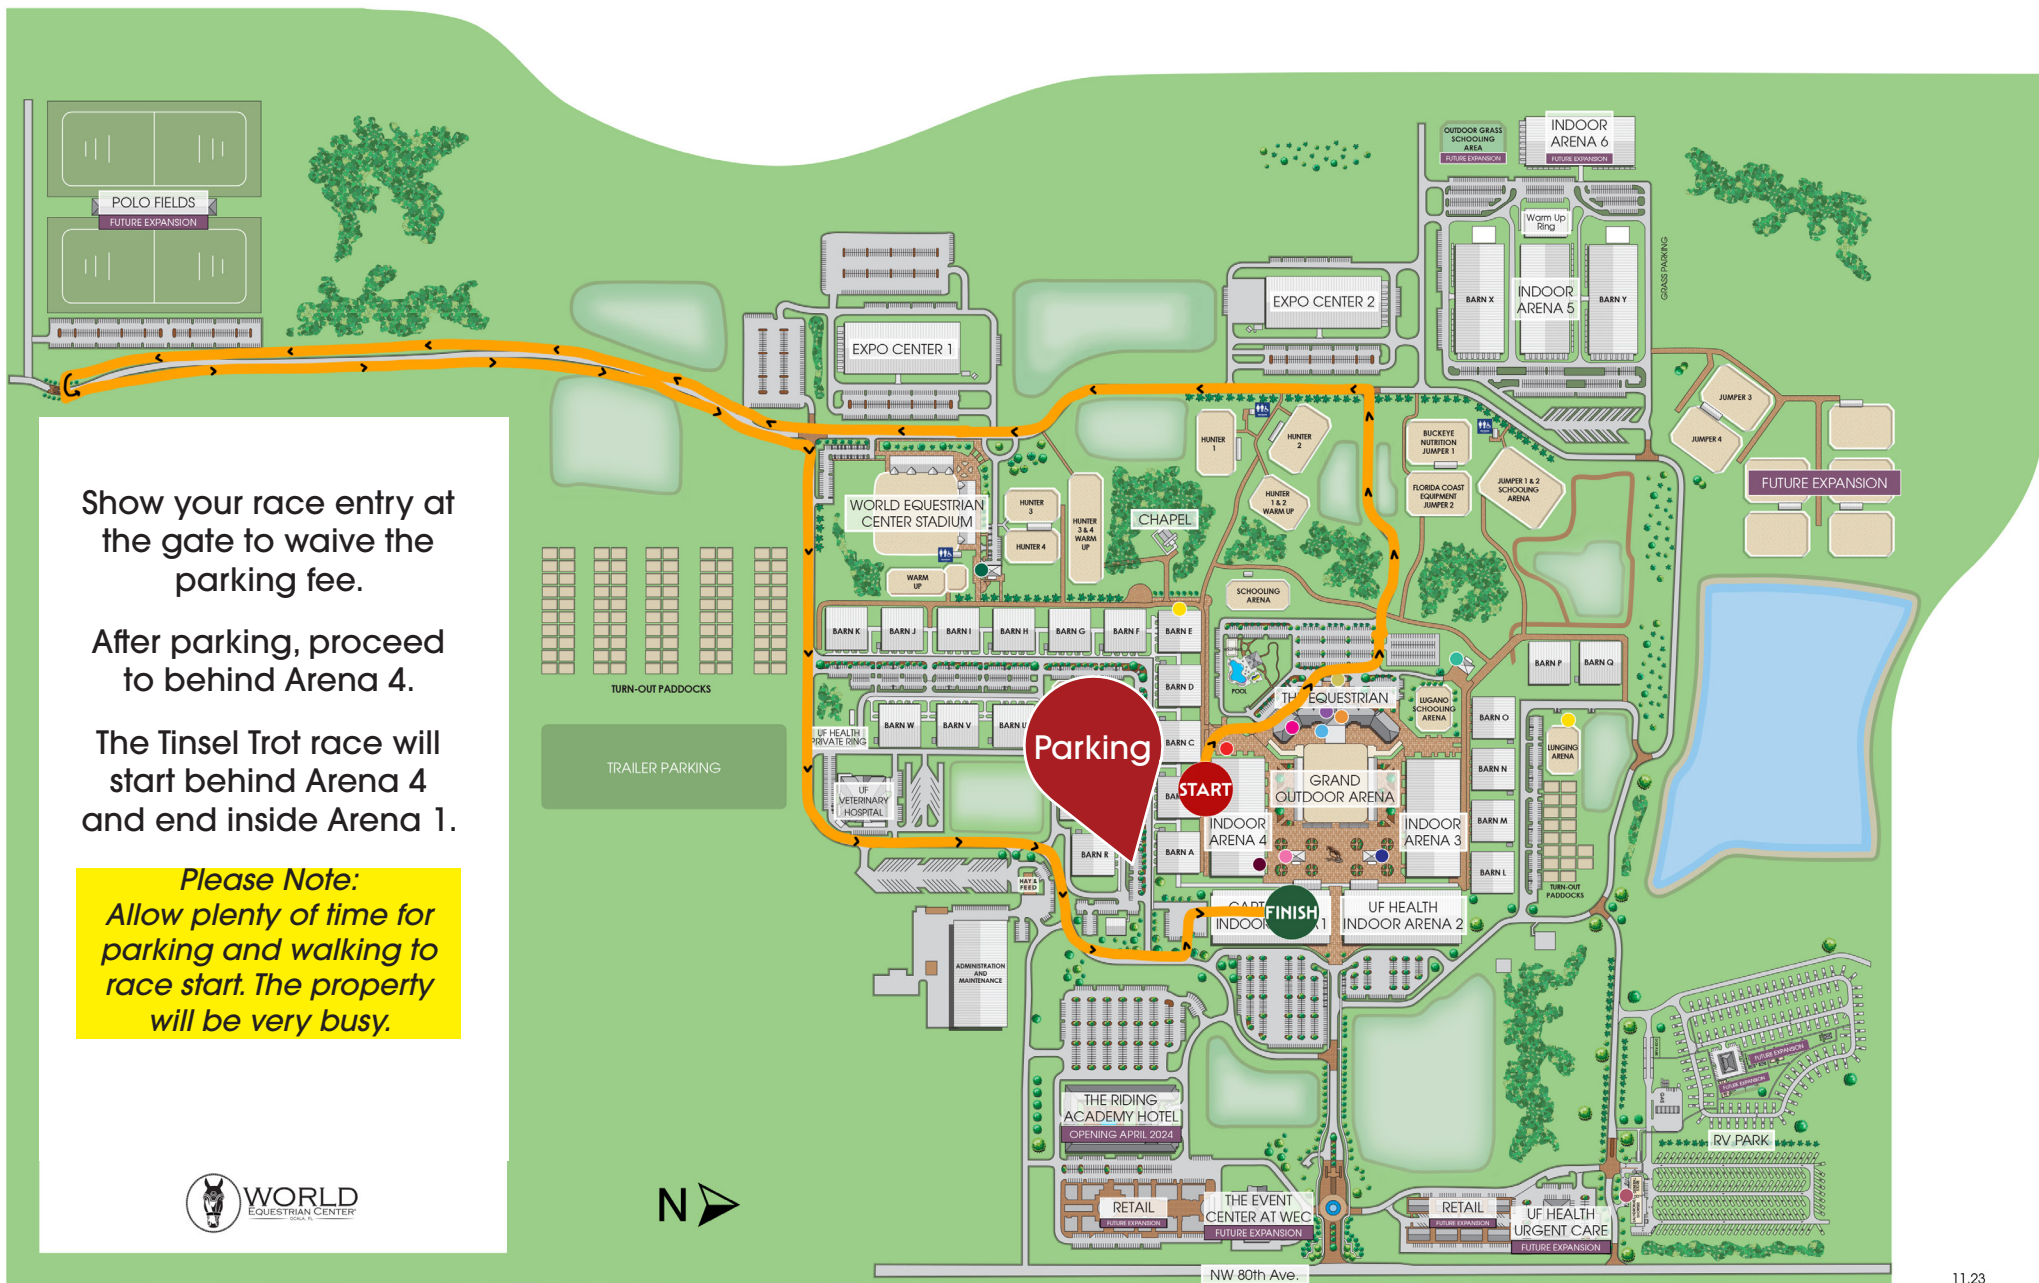 POLO FIELDS
FUTURE EXPANSION
OUTDOOR GRASS
SCHOOLING
AREA
FUTURE EXPANSION
INDOOR
ARENA 6
FUTURE EXPANSION
Warm Up
Ring
GRASS PARKING
BARN X
INDOOR
ARENA 5
BARN Y
EXPO CENTER 2
EXPO CENTER 1
JUMPER 3
JUMPER 4
FUTURE EXPANSION
HUNTER
1
HUNTER
2
BUCKEYE
NUTRITION
JUMPER 1
FLORIDA COAST
EQUIPMENT
JUMPER 2
JUMPER 1 & 2
SCHOOLING
ARENA
HUNTER
1 & 2
WARM UP
WORLD EQUESTRIAN
CENTER STADIUM
HUNTER
3
HUNTER 4
HUNTER
3 & 4
WARM
UP
CHAPEL
WARM
UP
SCHOOLING
ARENA
BARN K
BARN J
BARN I
BARN H
BARN G
BARN F
BARN E
BARN D
BARN C
BARN A
BARN W
BARN V
BARN R
TURN-OUT PADDOCKS
TRAILER PARKING
UF HEALTH
PRIVATE RING
UF
VETERINARY
HOSPITAL
HAY &
FEED
ADMINISTRATION
AND
MAINTENANCE
Parking
START
FINISH
POOL
THE EQUESTRIAN
LUGANO
SCHOOLING
ARENA
GRAND
OUTDOOR ARENA
INDOOR
ARENA 4
INDOOR
ARENA 3
UF HEALTH
INDOOR ARENA 2
BARN P
BARN Q
BARN O
BARN N
BARN M
BARN L
LUNGING
ARENA
TURN-OUT
PADDOCKS
THE RIDING
ACADEMY HOTEL
OPENING APRIL 2024
RETAIL
FUTURE EXPANSION
THE EVENT
CENTER AT WEC
FUTURE EXPANSION
RETAIL
FUTURE EXPANSION
UF HEALTH
URGENT CARE
FUTURE EXPANSION
FUTURE EXPANSION
FUTURE EXPANSION
GAS
RV PARK
NW 80th Ave.
N
11.23
Show your race entry at
the gate to waive the
parking fee.
After parking, proceed
to behind Arena 4.
The Tinsel Trot race will
start behind Arena 4
and end inside Arena 1.
Please Note:
Allow plenty of time for
parking and walking to
race start. The property
will be very busy.
WORLD
EQUESTRIAN CENTER
OCALA, FL